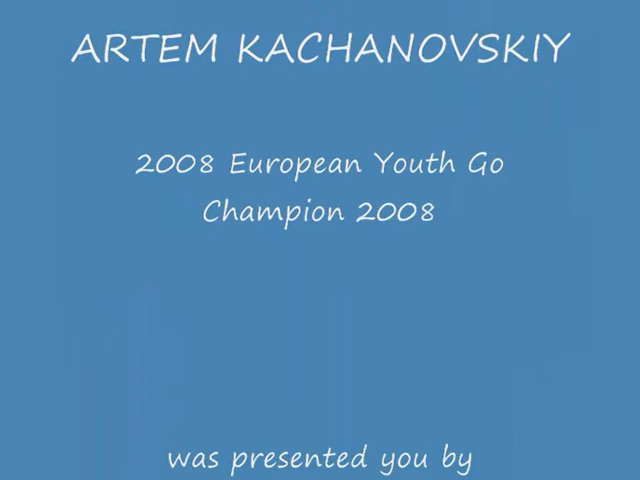 ARTEM KACHANOVSKIY
2008 European Youth Go
Champion 2008
was presented you by